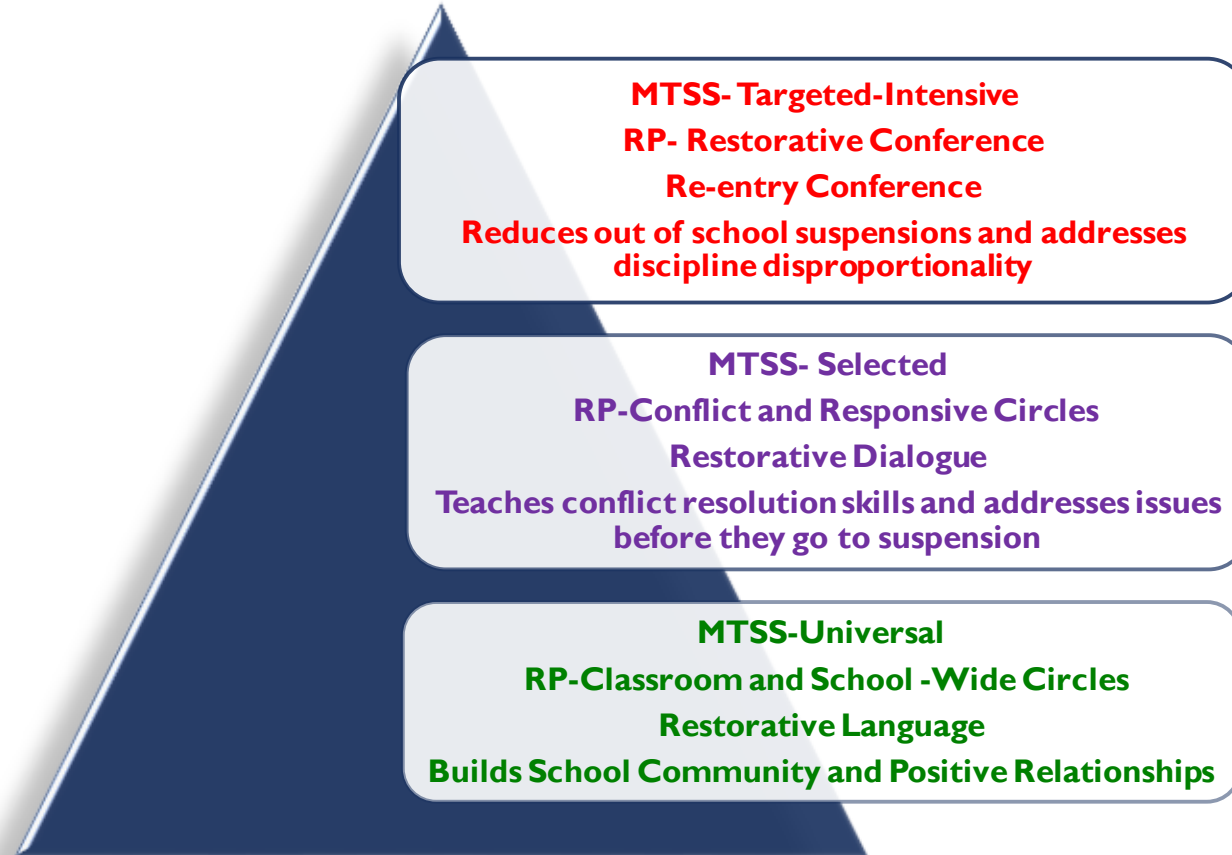 MTSS- Targeted-Intensive
RP- Restorative Conference
Re-entry Conference
Reduces out of school suspensions and addresses
discipline disproportionality
MTSS- Selected
RP-Conflict and Responsive Circles
Restorative Dialogue
Teaches conflict resolution skills and addresses issues
before they go to suspension
MTSS-Universal
RP-Classroom and School -Wide Circles
Restorative Language
Builds School Community and Positive Relationships